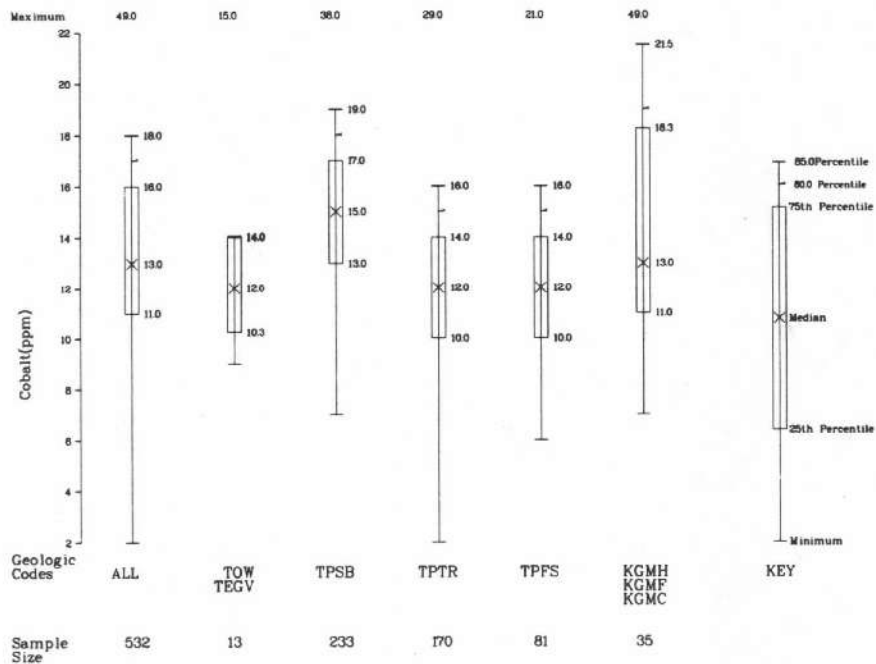 Maximum 49.0 15.0 38.0 29.0 21.0 49.0
22
21.5
20
19.0
18 18.0 18.3
17.0
85.0 Percentile
16 16.0 16.0 16.0
80.0 Percentile
75th Percentile
15.0
14 14.0 14.0 14.0
13.0 13.0 13.0
12 12.0 12.0 12.0
Median
11.0 11.0
10 10.3 10.0 10.0
Cobalt(ppm)
8
6
25th Percentile
4
2 Minimum
Geologic Codes
ALL
TOW
TEGV
TPSB
TPTR
TPFS
KGMH
KGMF
KGMC
KEY
Sample Size
532 13 233 170 81 35